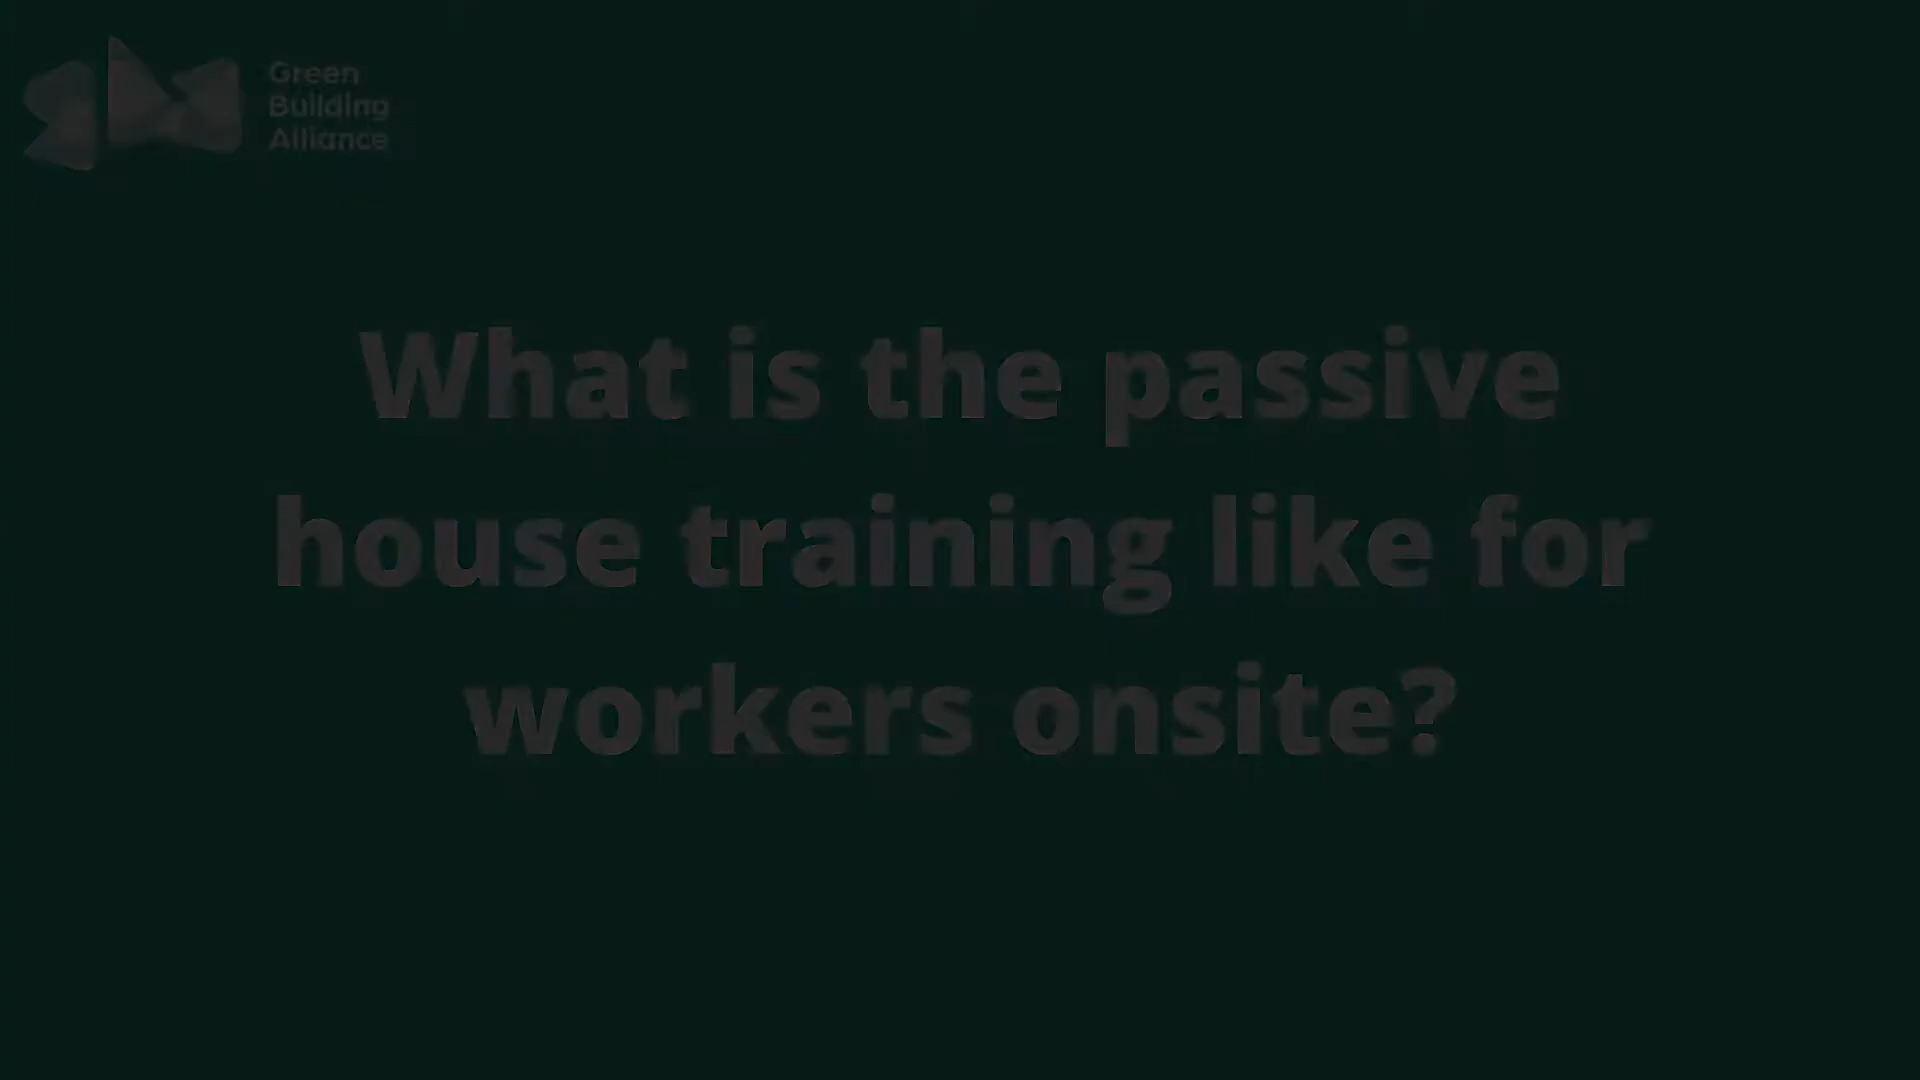 Green
Building
Alliance
What is the passive
house training like for
workers onsite?